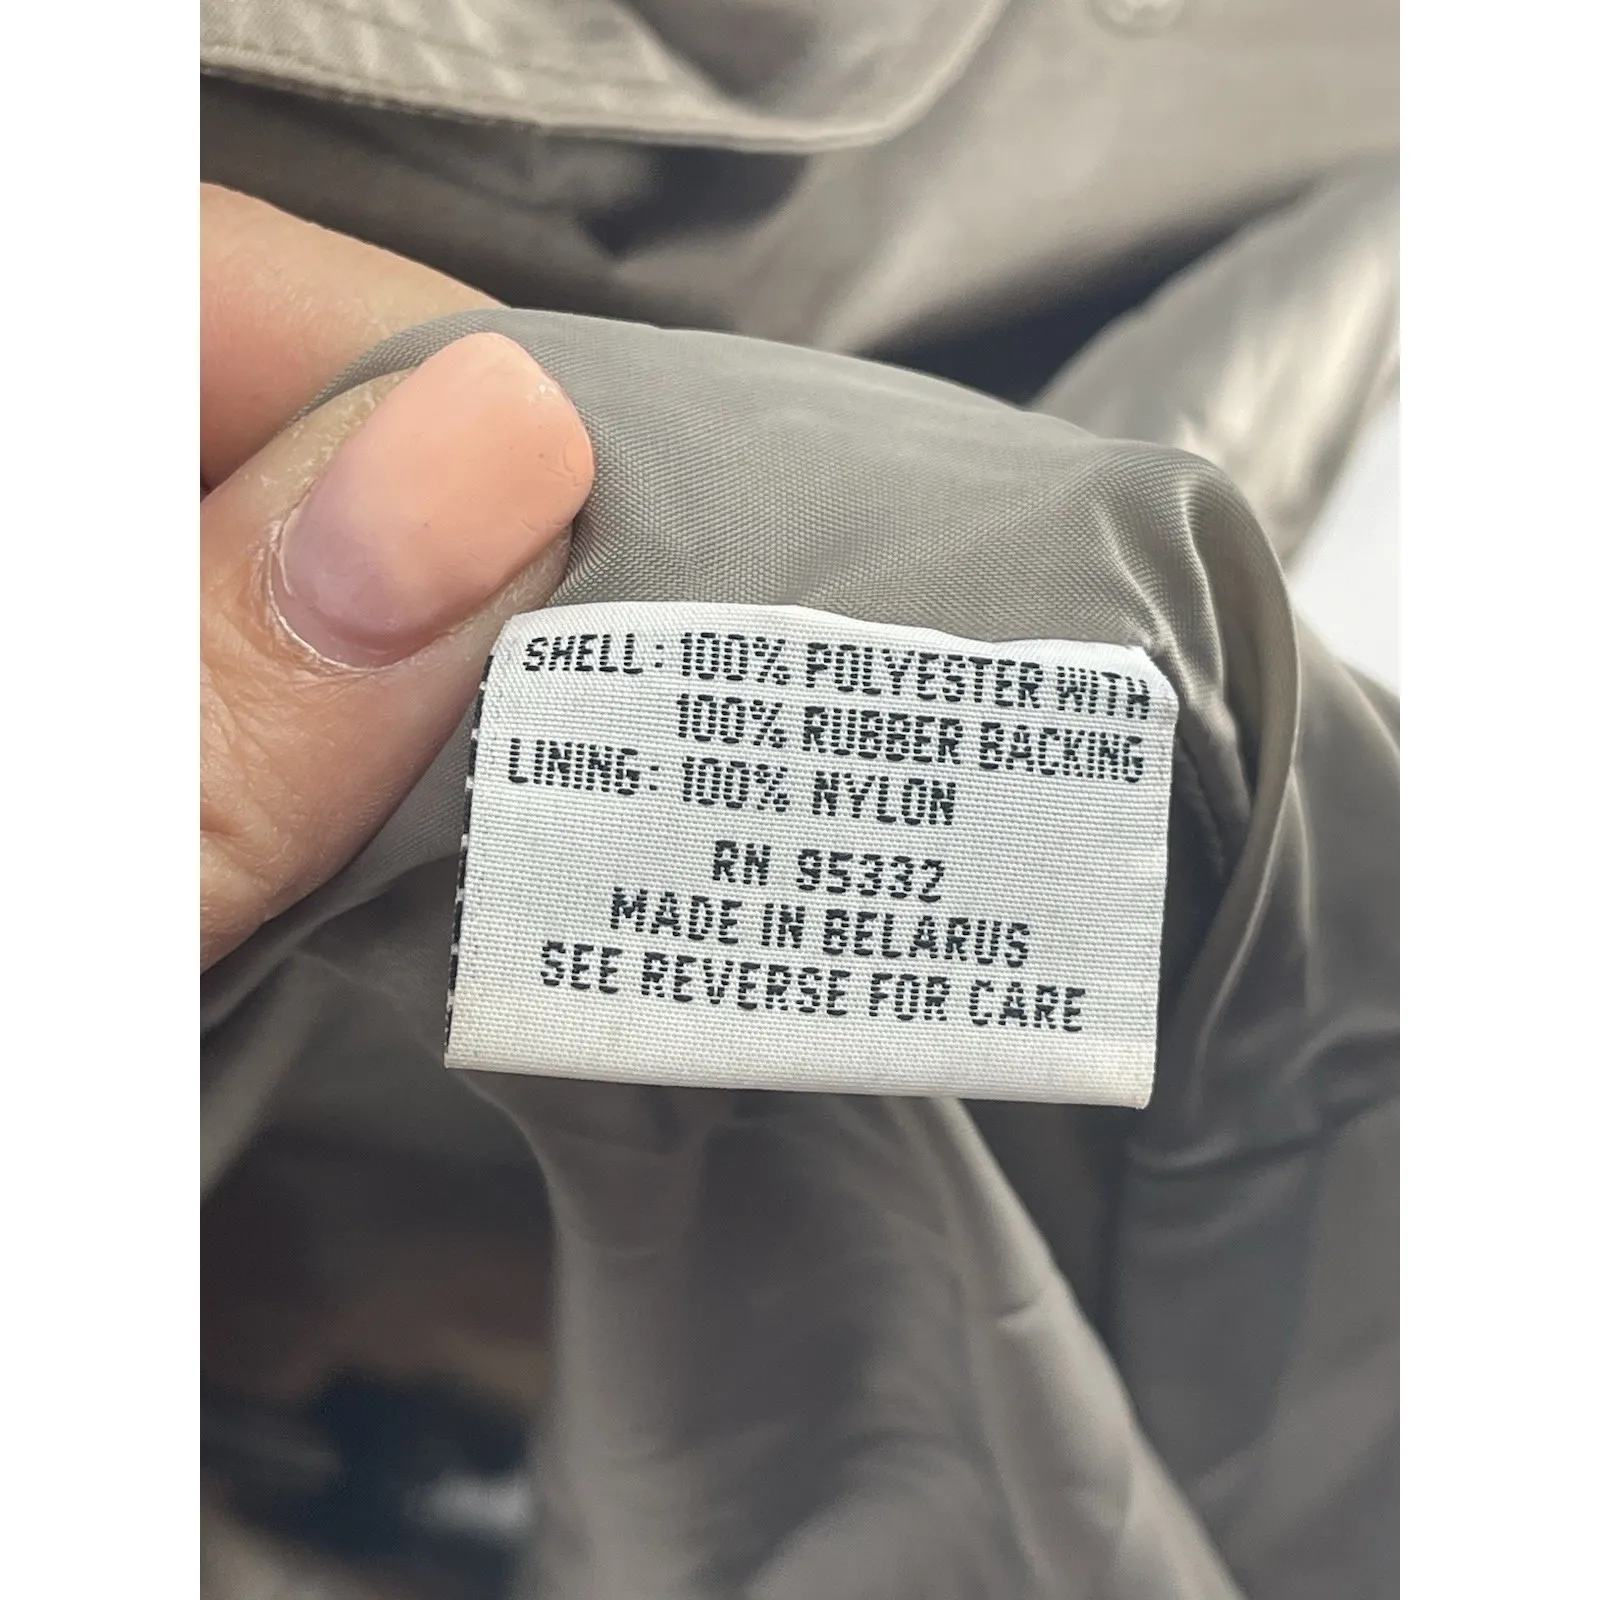 SHELL: 100% POLYESTER WITH
100% RUBBER BACKING
LINING: 100% NYLON
RN 95332
MADE IN BELARUS
SEE REVERSE FOR CARE